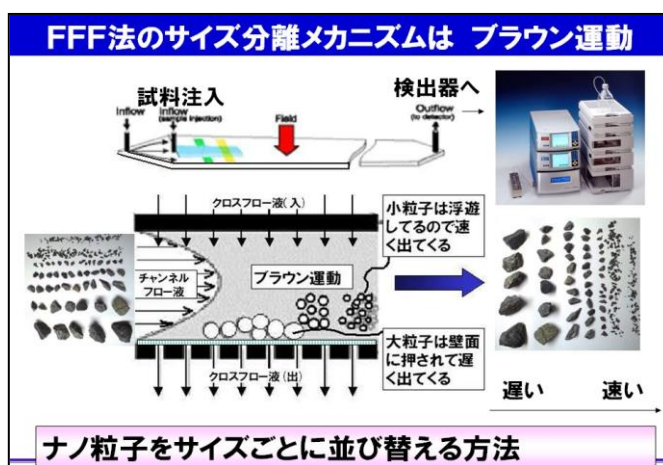 FFF法のサイズ分離メカニズムは ブラウン運動
試料注入
検出器へ
Inflow
Inflow
(sample injection)
Field
Outflow
(to detector)
クロスフロー液(入)
小粒子は浮遊
してるので速
く出てくる
チャンネル
フロー液
ブラウン運動
大粒子は壁面
に押されて遅
く出てくる
クロスフロー液(出)
遅い
速い
ナノ粒子をサイズごとに並び替える方法